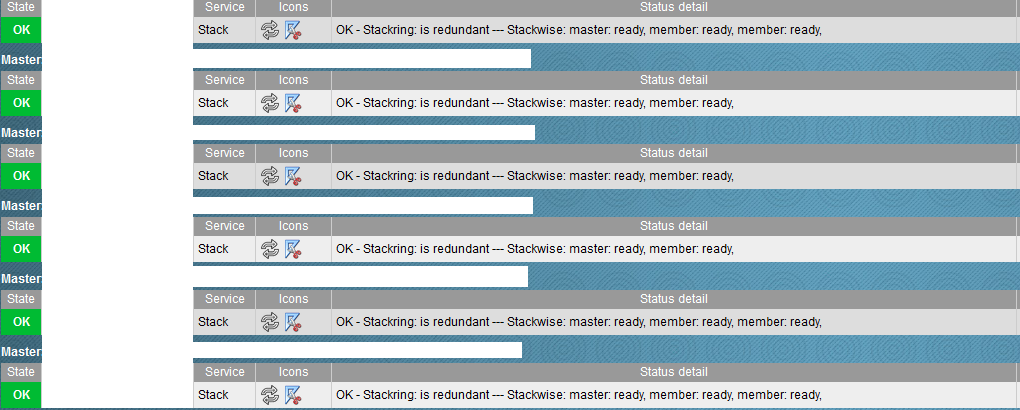 State Service Icons Status detail
OK Stack OK - Stackring: is redundant --- Stackwise: master: ready, member: ready, member: ready,
Master
State Service Icons Status detail
OK Stack OK - Stackring: is redundant --- Stackwise: master: ready, member: ready,
Master
State Service Icons Status detail
OK Stack OK - Stackring: is redundant --- Stackwise: master: ready, member: ready,
Master
State Service Icons Status detail
OK Stack OK - Stackring: is redundant --- Stackwise: master: ready, member: ready,
Master
State Service Icons Status detail
OK Stack OK - Stackring: is redundant --- Stackwise: master: ready, member: ready, member: ready,
Master
State Service Icons Status detail
OK Stack OK - Stackring: is redundant --- Stackwise: master: ready, member: ready, member: ready,